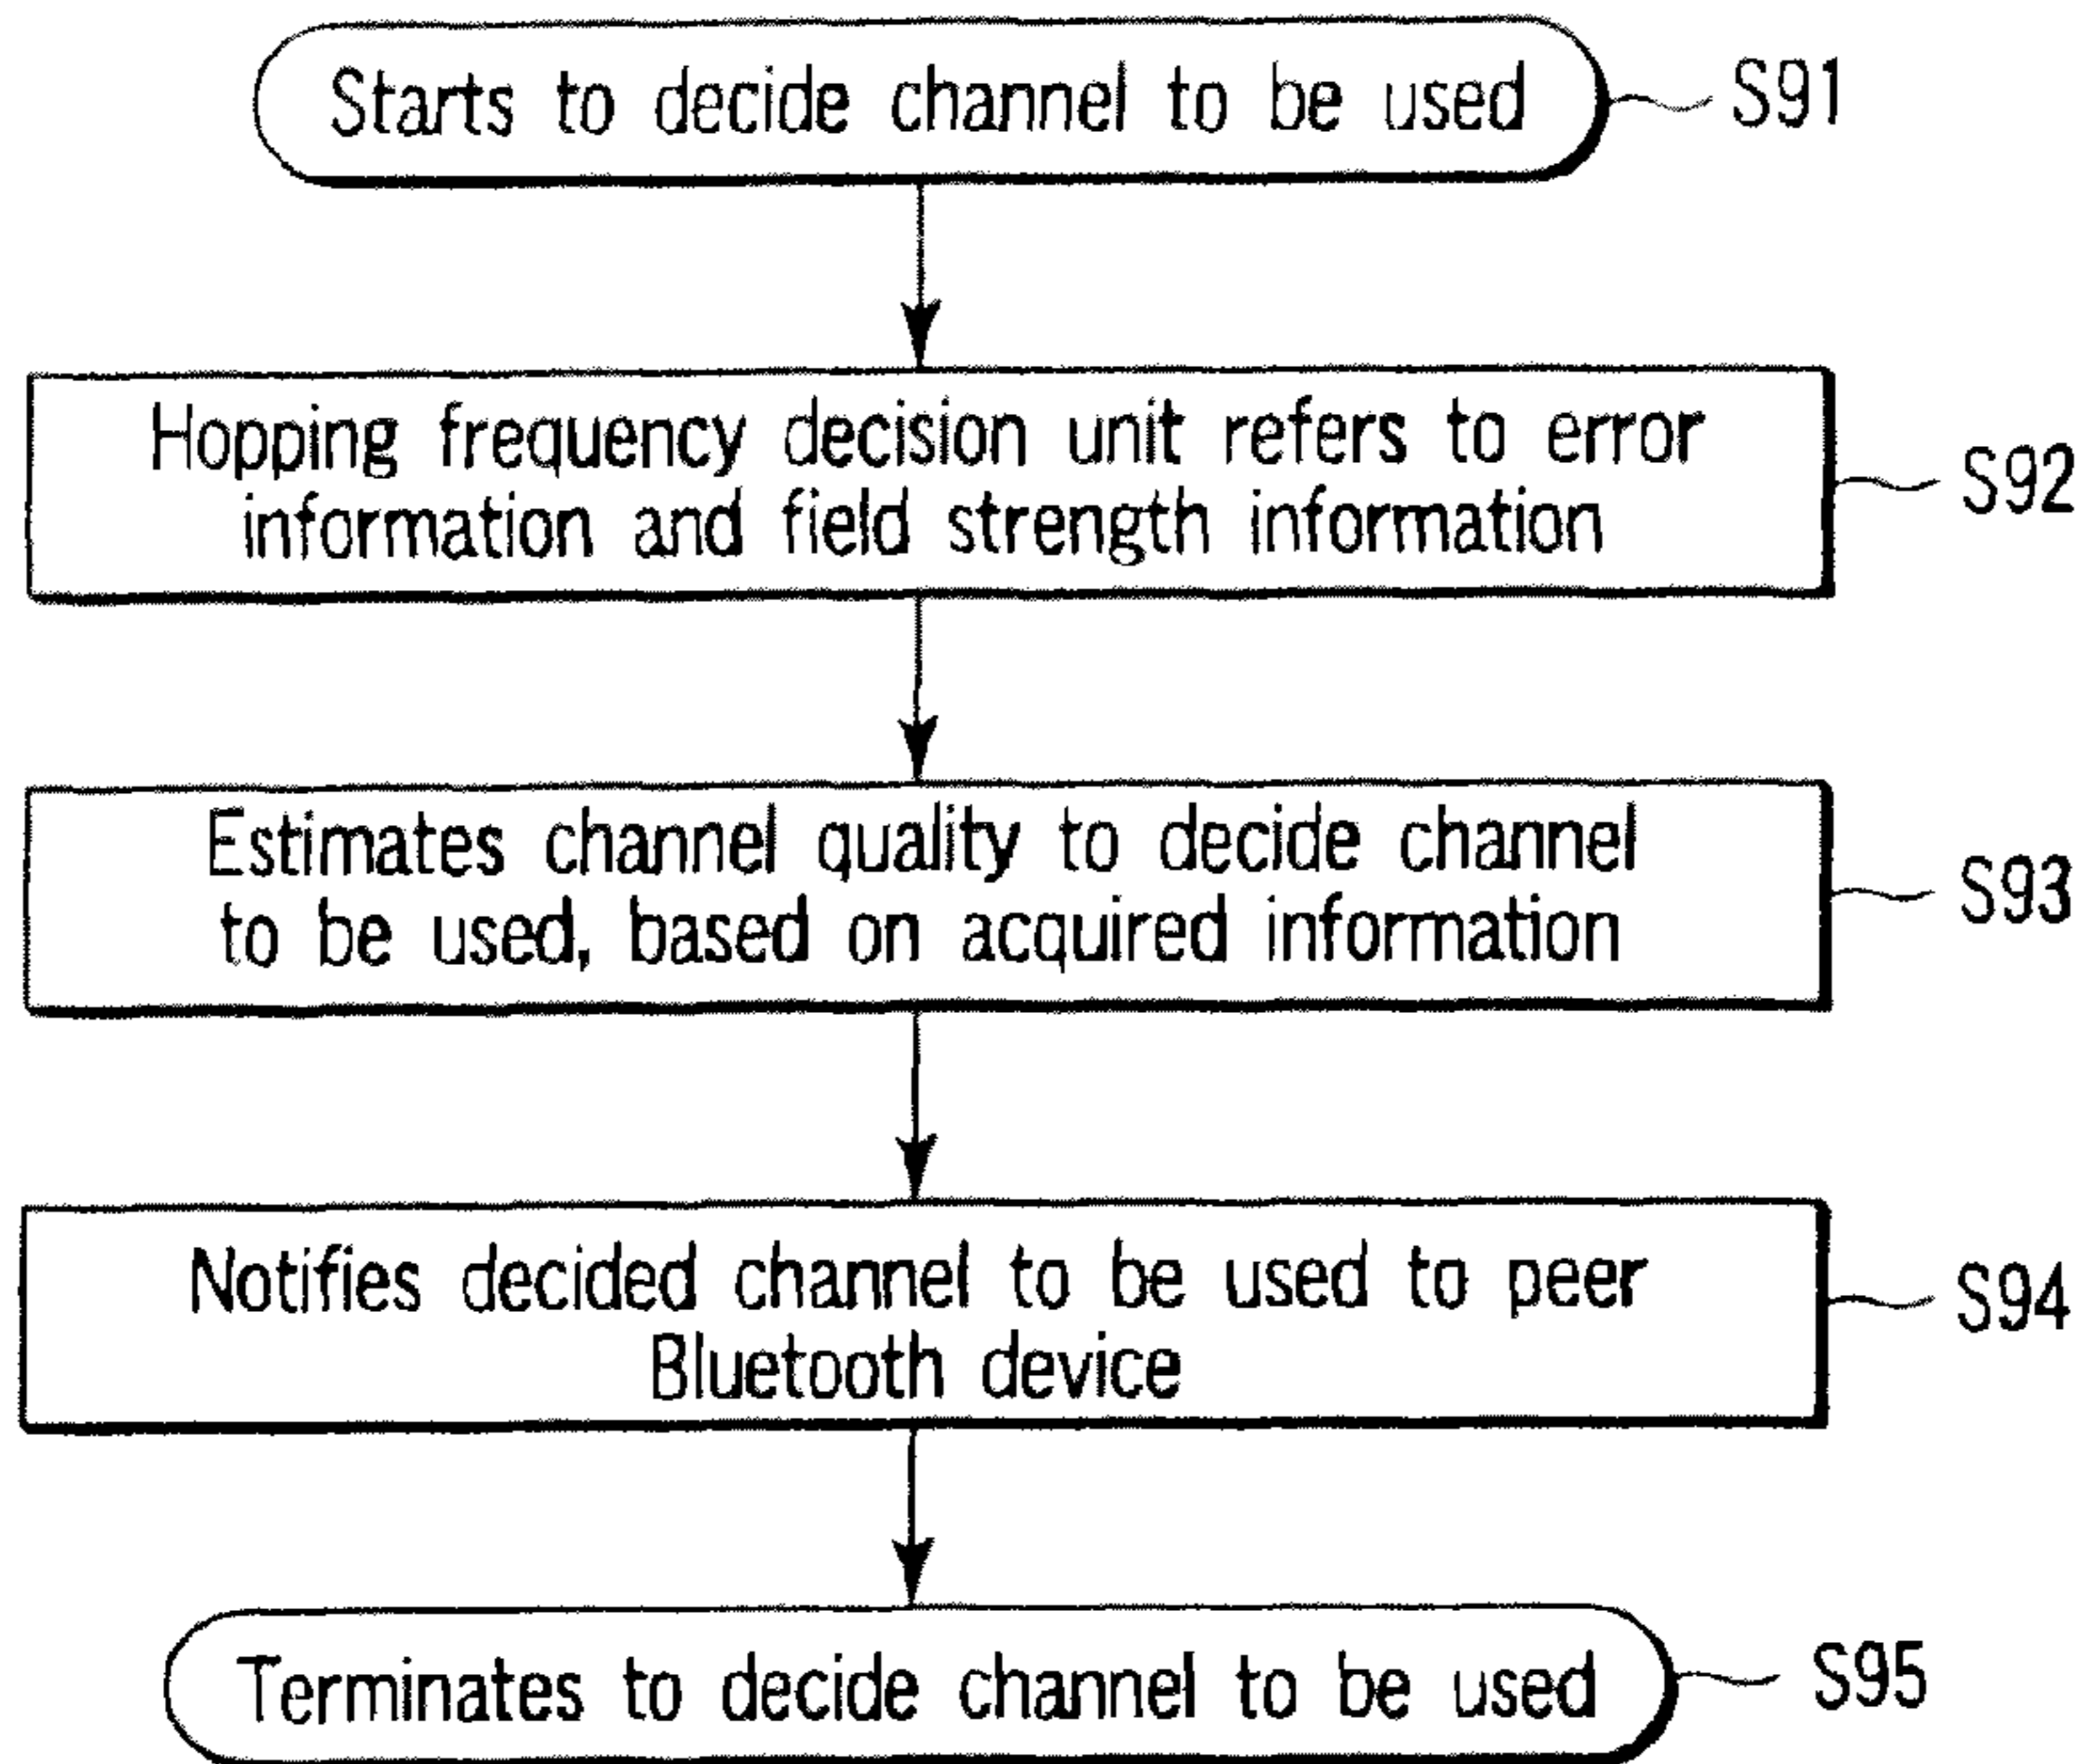 Starts to decide channel to be used
S91
Hopping frequency decision unit refers to error
information and field strength information
S92
Estimates channel quality to decide channel
to be used, based on acquired information
S93
Notifies decided channel to be used to peer
Bluetooth device
S94
Terminates to decide channel to be used
S95